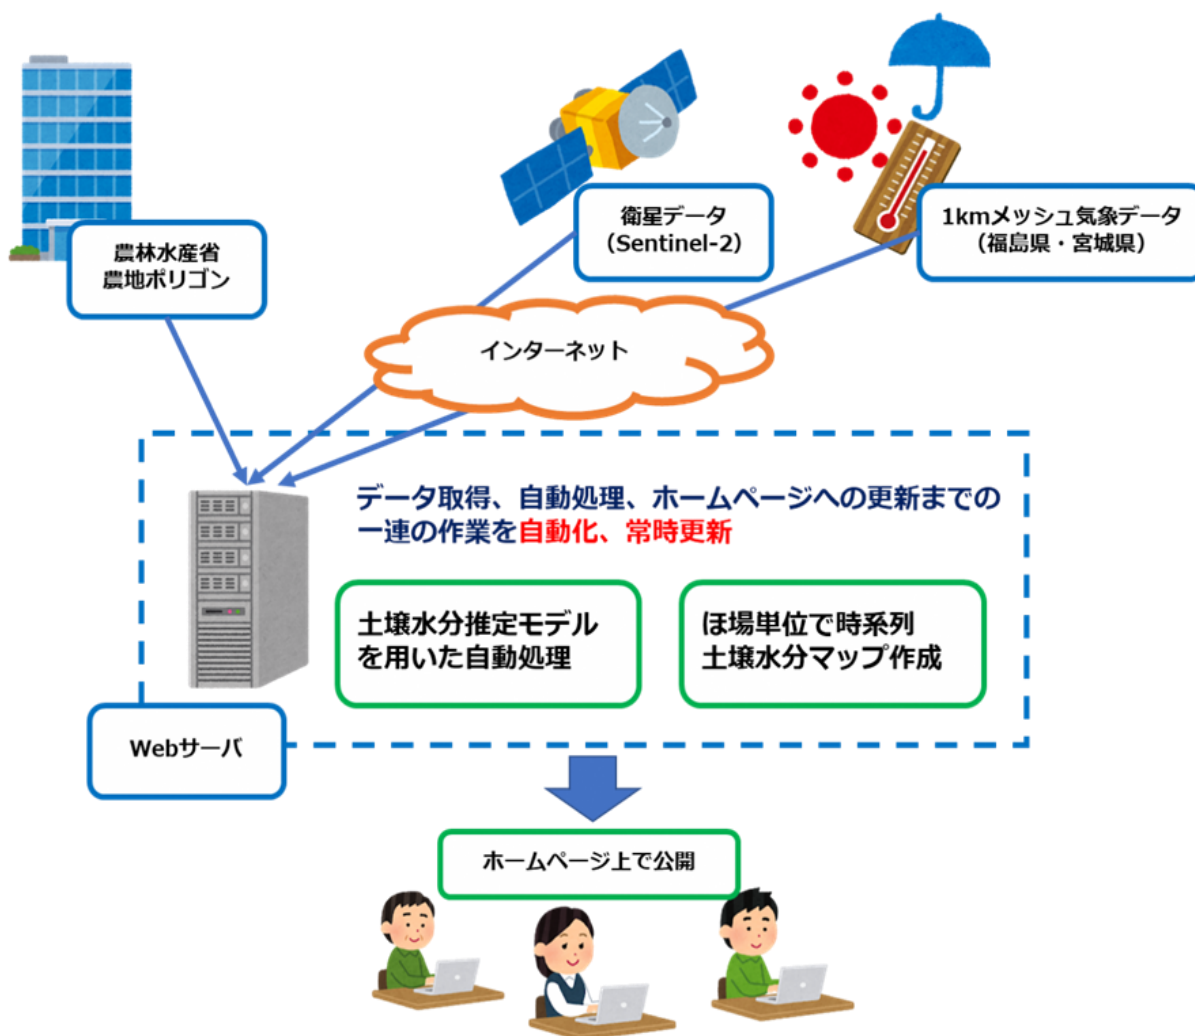 農林水産省
農地ポリゴン
衛星データ
（Sentinel-2）
1kmメッシュ気象データ
（福島県・宮城県）
インターネット
データ取得、自動処理、ホームページへの更新までの
一連の作業を自動化、常時更新
土壌水分推定モデル
を用いた自動処理
ほ場単位で時系列
土壌水分マップ作成
Webサーバ
ホームページ上で公開